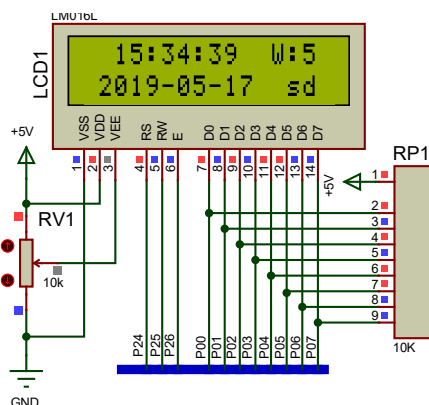 LM016L
LCD1
15:34:39 W:5
2019-05-17 sd
VSS VDD VEE RS RW E D0 D1 D2 D3 D4 D5 D6 D7
1 2 3 4 5 6 7 8 9 10 11 12 13 14
+5V
+5V
RP1
1
2
3
4
5
6
7
8
9
10K
RV1
10k
P24 P25 P26 P00 P01 P02 P03 P04 P05 P06 P07
GND